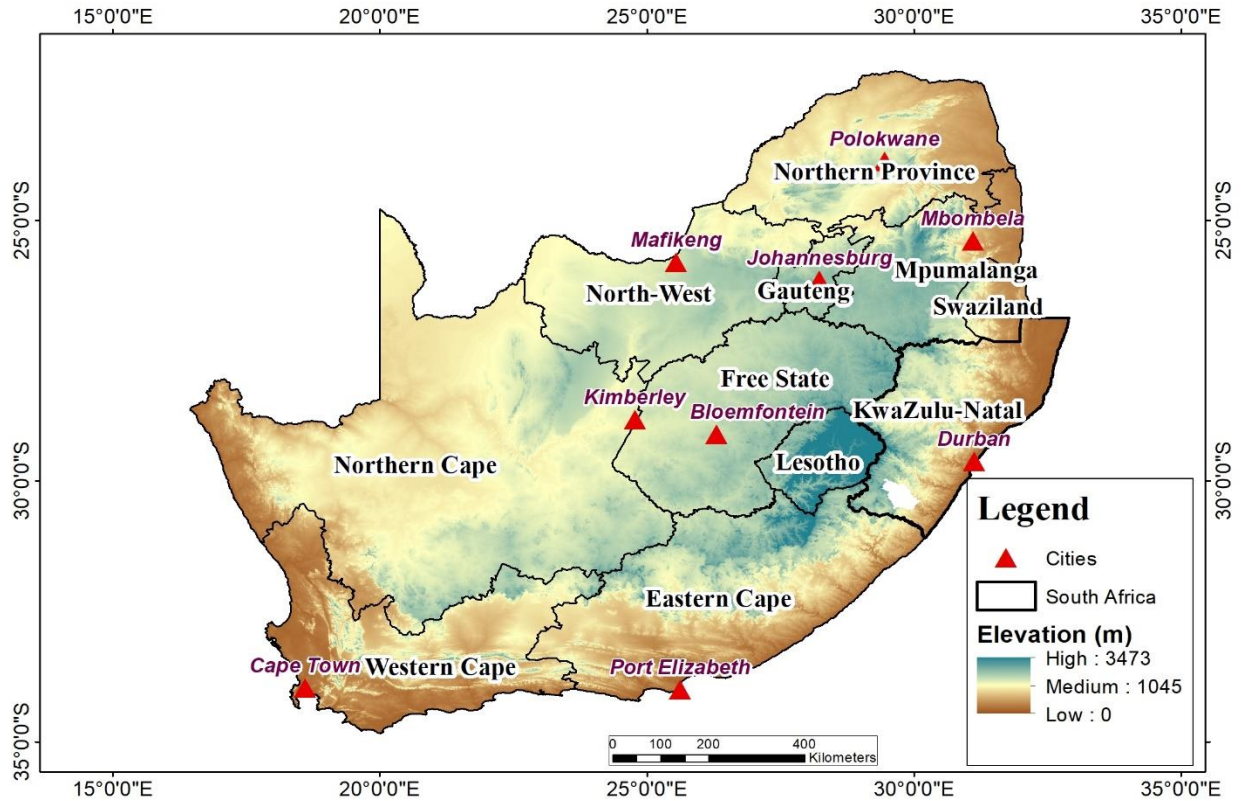 15°0'0"E 20°0'0"E 25°0'0"E 30°0'0"E 35°0'0"E
Polokwane
Northern Province
25°0'0"S
25°0'0"S
Mbombela
Mafikeng
Johannesburg
Mpumalanga
North-West
Gauteng
Swaziland
Free State
Kimberley
Bloemfontein
KwaZulu-Natal
Durban
Northern Cape
Lesotho
30°0'0"S
30°0'0"S
Legend
Cities
South Africa
Elevation (m)
High : 3473
Medium : 1045
Low : 0
Eastern Cape
Cape Town
Western Cape
Port Elizabeth
35°0'0"S
0 100 200 400
Kilometers
15°0'0"E 20°0'0"E 25°0'0"E 30°0'0"E 35°0'0"E